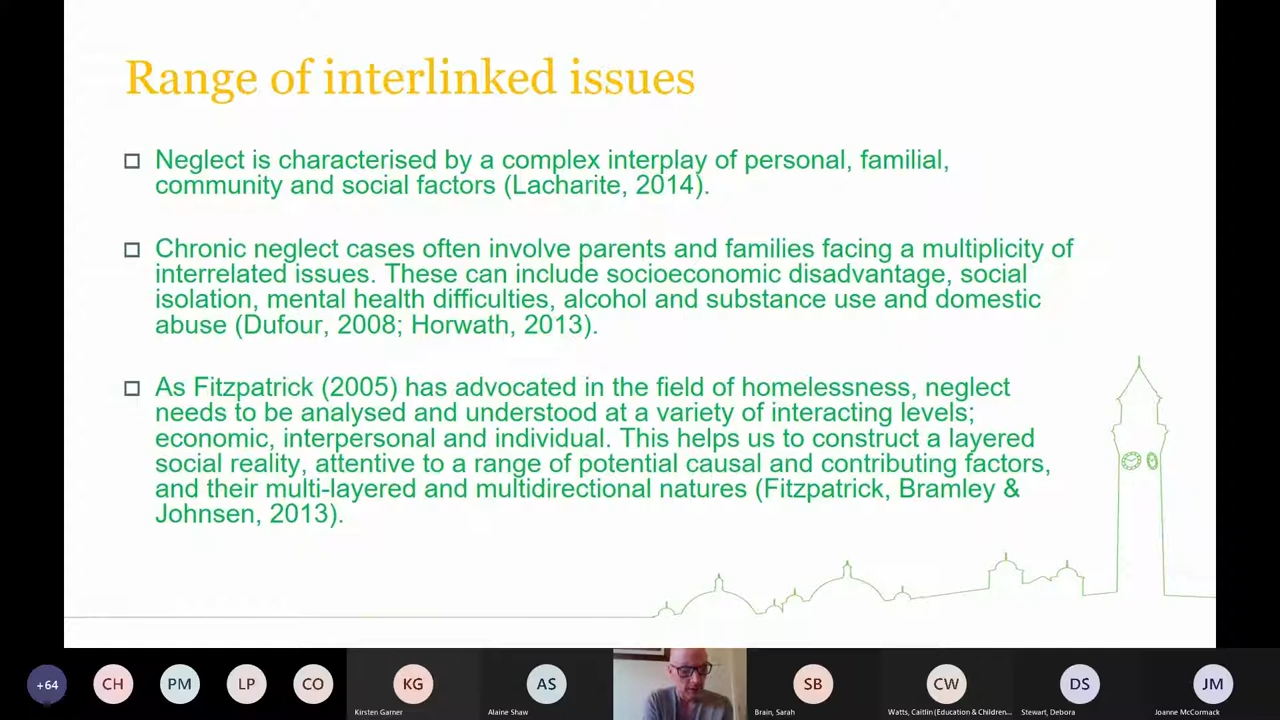 Range of interlinked issues
Neglect is characterised by a complex interplay of personal, familial,
community and social factors (Lacharite, 2014).
Chronic neglect cases often involve parents and families facing a multiplicity of
interrelated issues. These can include socioeconomic disadvantage, social
isolation, mental health difficulties, alcohol and substance use and domestic
abuse (Dufour, 2008; Horwath, 2013).
As Fitzpatrick (2005) has advocated in the field of homelessness, neglect
needs to be analysed and understood at a variety of interacting levels;
economic, interpersonal and individual. This helps us to construct a layered
social reality, attentive to a range of potential causal and contributing factors,
and their multi-layered and multidirectional natures (Fitzpatrick, Bramley &
Johnsen, 2013).
+64 CH PM LP CO KG AS SB CW DS JM
Kirsten Garner Alaine Shaw Brain, Sarah Watts, Caitlin (Education & Children... Stewart, Debora Joanne McCormack